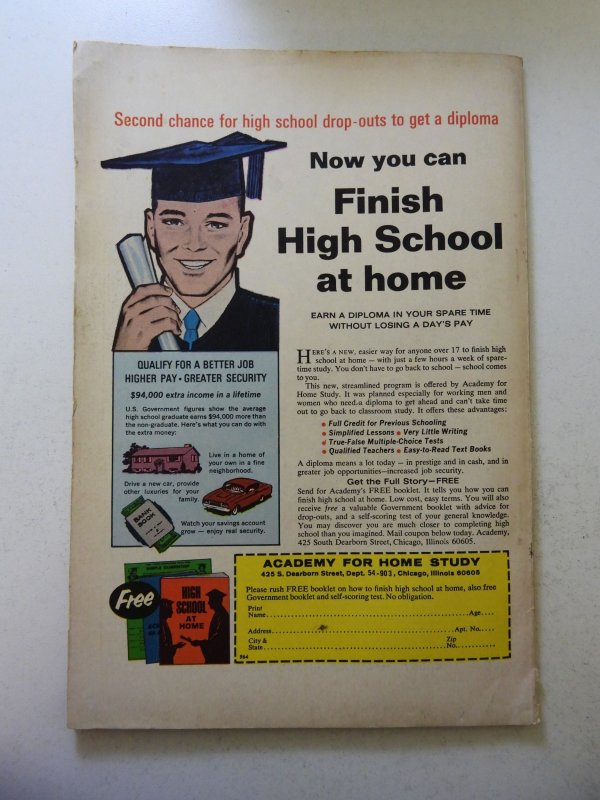 Second chance for high school drop-outs to get a diploma
Now you can
Finish
High School
at home
EARN A DIPLOMA IN YOUR SPARE TIME
WITHOUT LOSING A DAY'S PAY
HERE'S A NEW, easier way for anyone over 17 to finish high
school at home — with just a few hours a week of spare-
time study. You don't have to go back to school — school comes
to you.
This new, streamlined program is offered by Academy for
Home Study. It was planned especially for working men and
women who need a diploma to get ahead and can't take time
out to go back to classroom study. It offers these advantages:
• Full Credit for Previous Schooling
• Simplified Lessons • Very Little Writing
• True-False Multiple-Choice Tests
• Qualified Teachers • Easy-to-Read Text Books
A diploma means a lot today — in prestige and in cash, and in
greater job opportunities—increased job security.
Get the Full Story—FREE
Send for Academy's FREE booklet. It tells you how you can
finish high school at home. Low cost, easy terms. You will also
receive free a valuable Government booklet with advice for
drop-outs, and a self-scoring test of your general knowledge.
You may discover you are much closer to completing high
school than you imagined. Mail coupon below today. Academy,
425 South Dearborn Street, Chicago, Illinois 60605.
QUALIFY FOR A BETTER JOB
HIGHER PAY • GREATER SECURITY
$94,000 extra income in a lifetime
U.S. Government figures show the average
high school graduate earns $94,000 more than
the non-graduate. Here's what you can do with
the extra money:
Live in a home of
your own in a fine
neighborhood.
Drive a new car, provide
other luxuries for your
family.
BANK
BOOK
Watch your savings account
grow — enjoy real security.
Free
HIGH
SCHOOL
AT
HOME
ACADEMY FOR HOME STUDY
425 S. Dearborn Street, Dept. 54-903, Chicago, Illinois 60605
Please rush FREE booklet on how to finish high school at home, also free
Government booklet and self-scoring test. No obligation.
Print
Name Age
Address Apt. No.
City & Zip
State No.
964